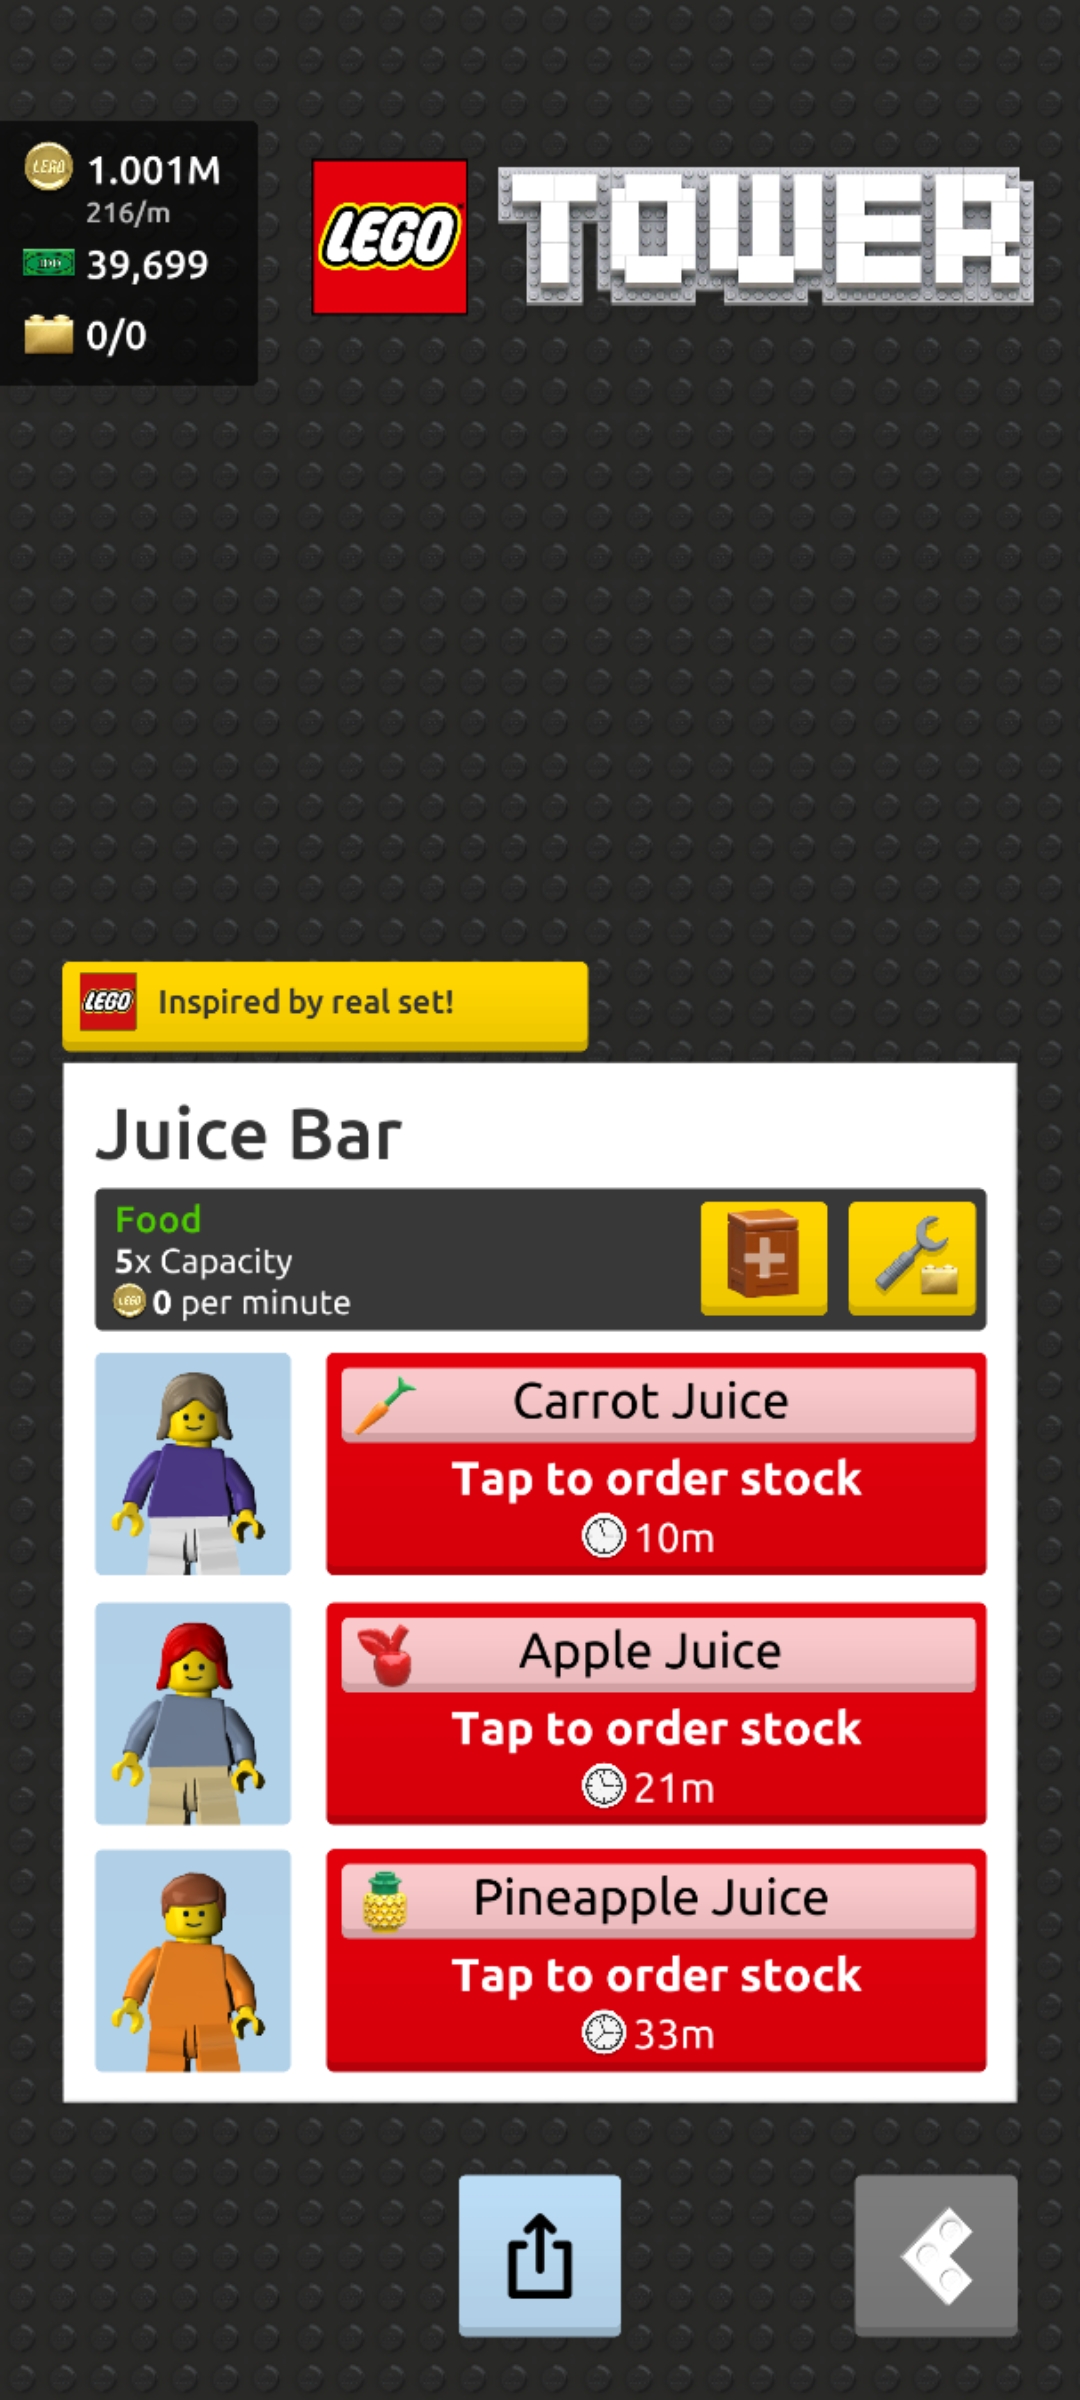 1.001M
216/m
39,699
0/0
LEGO TOWER
LEGO Inspired by real set!
Juice Bar
Food
5x Capacity
0 per minute
Carrot Juice
Tap to order stock
10m
Apple Juice
Tap to order stock
21m
Pineapple Juice
Tap to order stock
33m